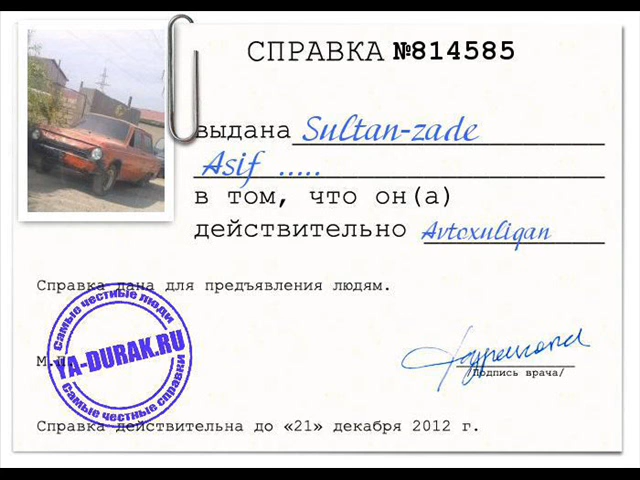 СПРАВКА №814585
выдана Sultan-zade
Asif .....
в том, что он(а)
действительно Avtoxuliqan
Справка дана для предъявления людям.
Самые честные люди
YA-DURAK.RU
Самые честные справки
М.П.
/Подпись врача/
Справка действительна до «21» декабря 2012 г.